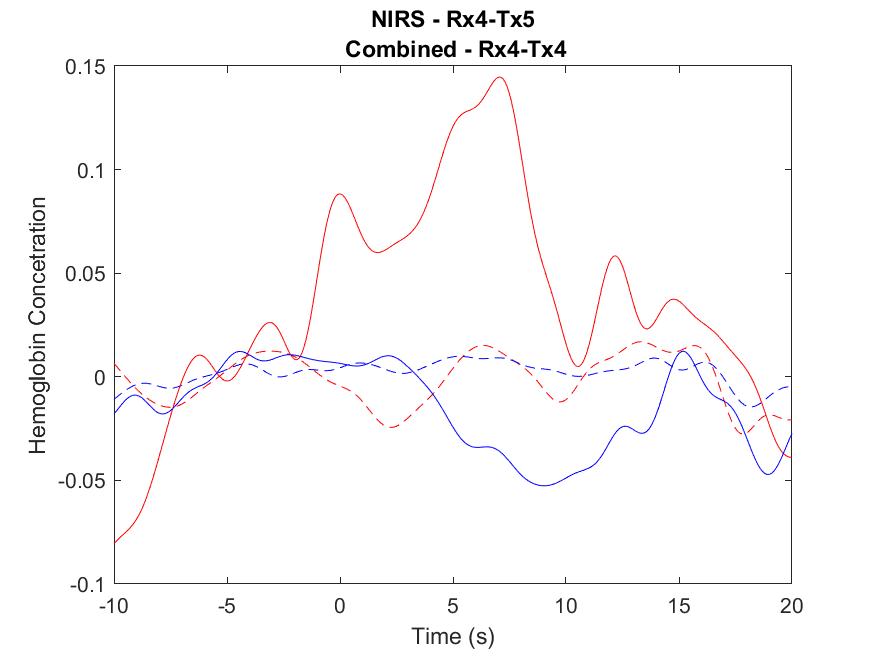 NIRS - Rx4-Tx5
Combined - Rx4-Tx4
0.15
0.1
0.05
0
-0.05
-0.1
Hemoglobin Concetration
-10 -5 0 5 10 15 20
Time (s)